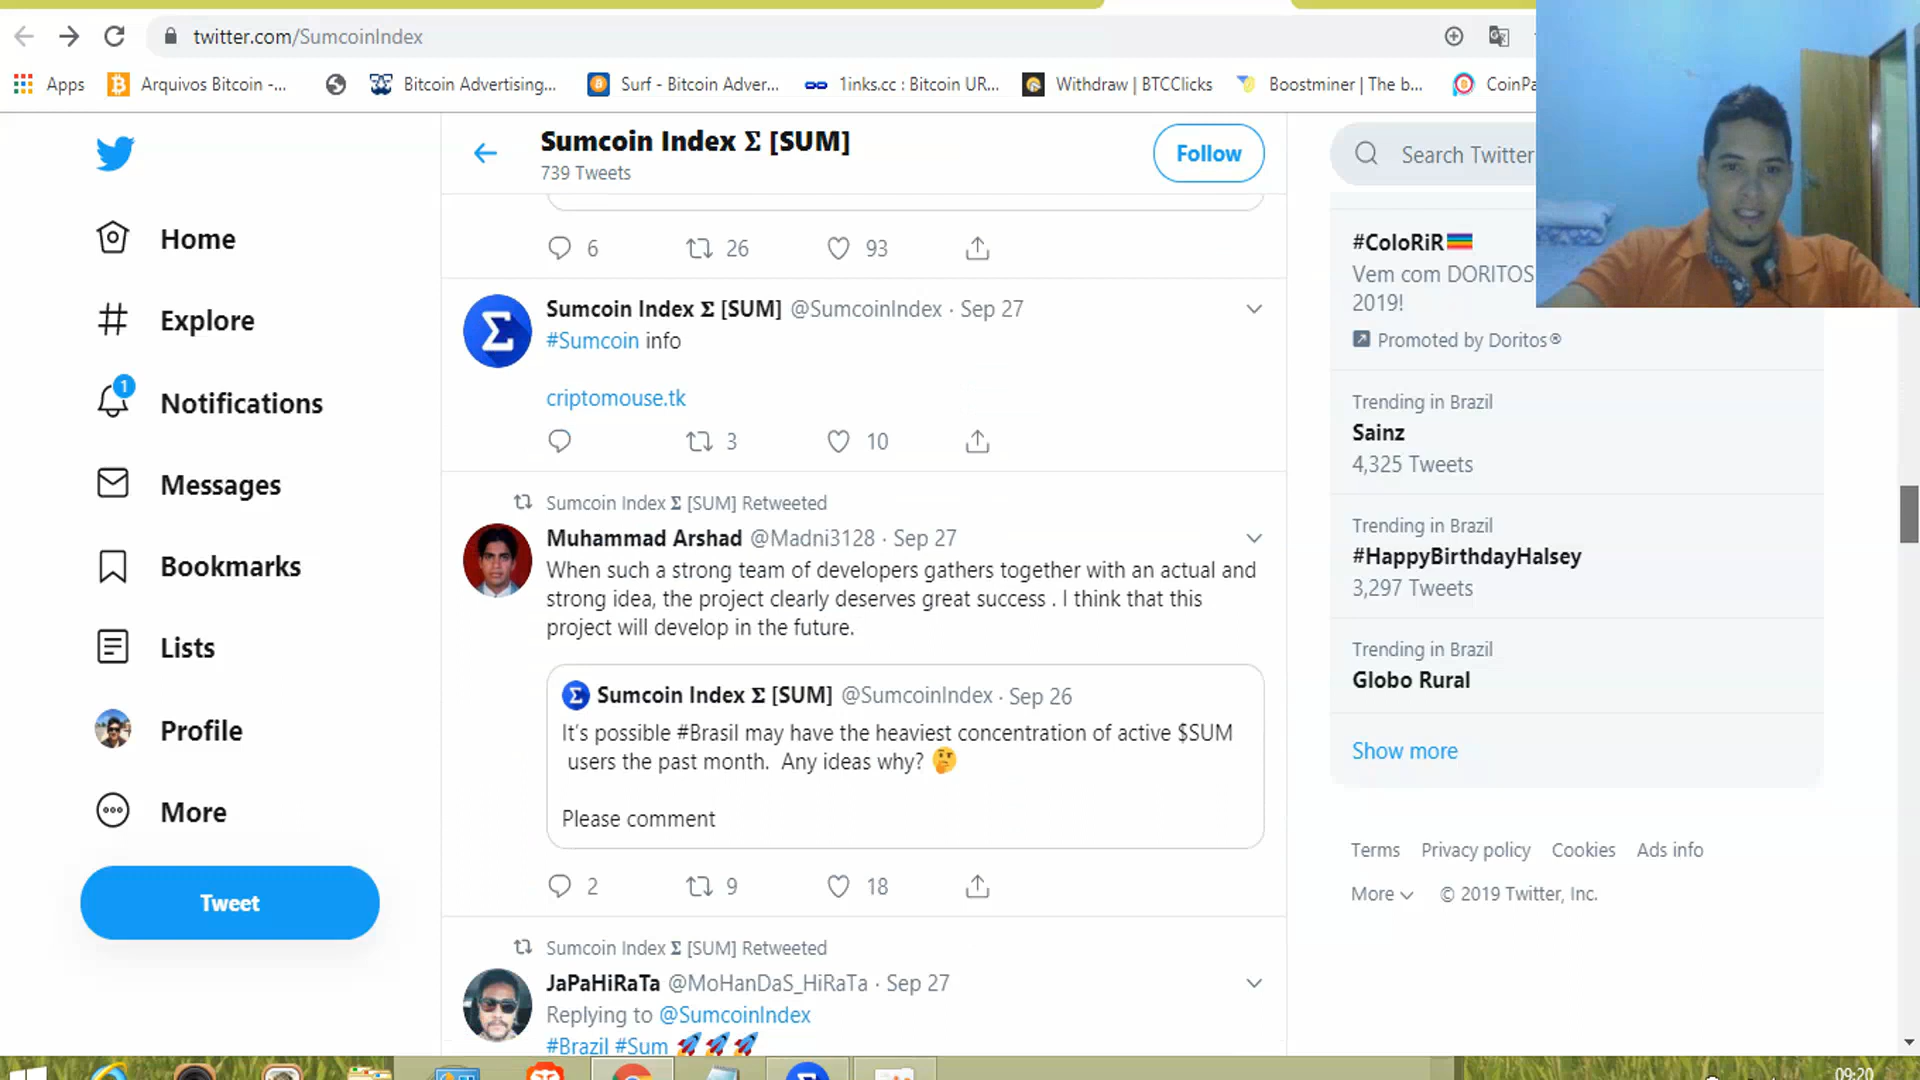 twitter.com/SumcoinIndex
Apps
Arquivos Bitcoin -...
Bitcoin Advertising...
Surf - Bitcoin Adver...
1inks.cc : Bitcoin UR...
Withdraw | BTCClicks
Boostminer | The b...
CoinPa
Sumcoin Index Σ [SUM]
739 Tweets
Follow
Search Twitter
Home
Explore
1
Notifications
Messages
Bookmarks
Lists
Profile
More
Tweet
6 26 93
Sumcoin Index Σ [SUM] @SumcoinIndex · Sep 27
#Sumcoin info
criptomouse.tk
3 10
Sumcoin Index Σ [SUM] Retweeted
Muhammad Arshad @Madni3128 · Sep 27
When such a strong team of developers gathers together with an actual and
strong idea, the project clearly deserves great success . I think that this
project will develop in the future.
Sumcoin Index Σ [SUM] @SumcoinIndex · Sep 26
It's possible #Brasil may have the heaviest concentration of active $SUM
users the past month. Any ideas why? 🤔
Please comment
2 9 18
Sumcoin Index Σ [SUM] Retweeted
JaPaHiRaTa @MoHanDaS_HiRaTa · Sep 27
Replying to @SumcoinIndex
#Brazil #Sum 🚀🚀🚀
#ColoRiR
Vem com DORITOS
2019!
Promoted by Doritos®
Trending in Brazil
Sainz
4,325 Tweets
Trending in Brazil
#HappyBirthdayHalsey
3,297 Tweets
Trending in Brazil
Globo Rural
Show more
Terms Privacy policy Cookies Ads info
More © 2019 Twitter, Inc.
09:20